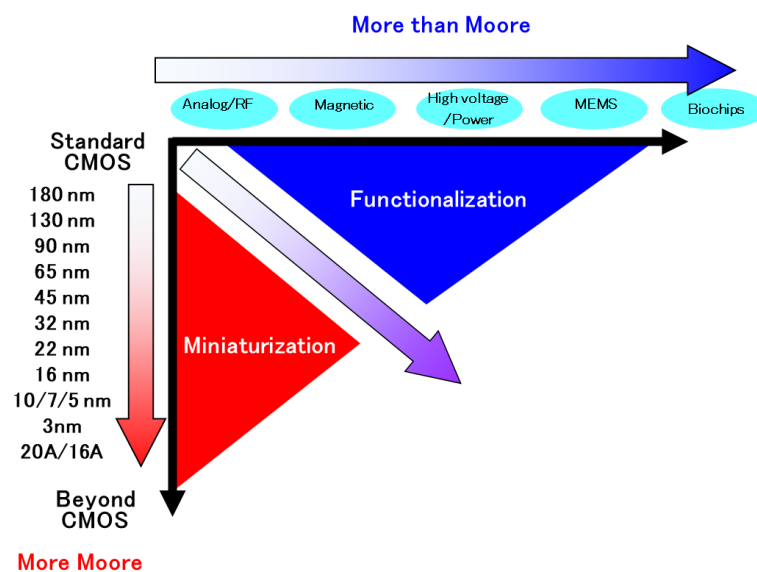 More than Moore
Analog/RF
Magnetic
High voltage
/Power
MEMS
Biochips
Standard
CMOS
180 nm
130 nm
90 nm
65 nm
45 nm
32 nm
22 nm
16 nm
10/7/5 nm
3nm
20A/16A
Functionalization
Miniaturization
Beyond
CMOS
More Moore